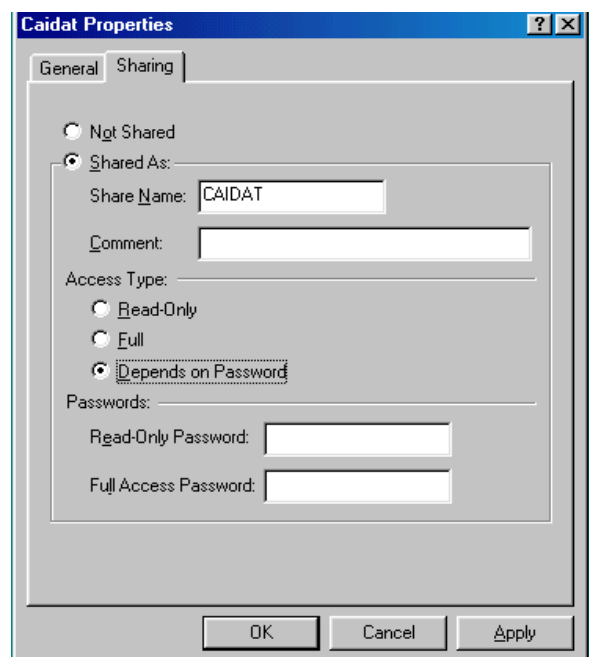 Caidat Properties
General Sharing
Not Shared
Shared As:
Share Name: CAIDAT
Comment:
Access Type:
Read-Only
Full
Depends on Password
Passwords:
Read-Only Password:
Full Access Password:
OK Cancel Apply